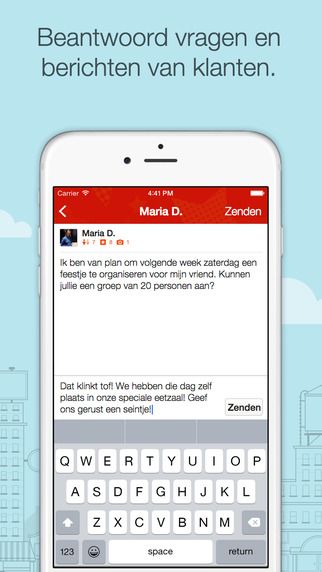 Beantwoord vragen en
berichten van klanten.
Carrier 4:41 PM
Maria D. Zenden
Maria D.
7 8 1
Ik ben van plan om volgende week zaterdag een
feestje te organiseren voor mijn vriend. Kunnen
jullie een groep van 20 personen aan?
Dat klinkt tof! We hebben die dag zelf
plaats in onze speciale eetzaal! Geef
ons gerust een seintje!
Zenden
Q W E R T Y U I O P
A S D F G H J K L
Z X C V B N M
123 space return